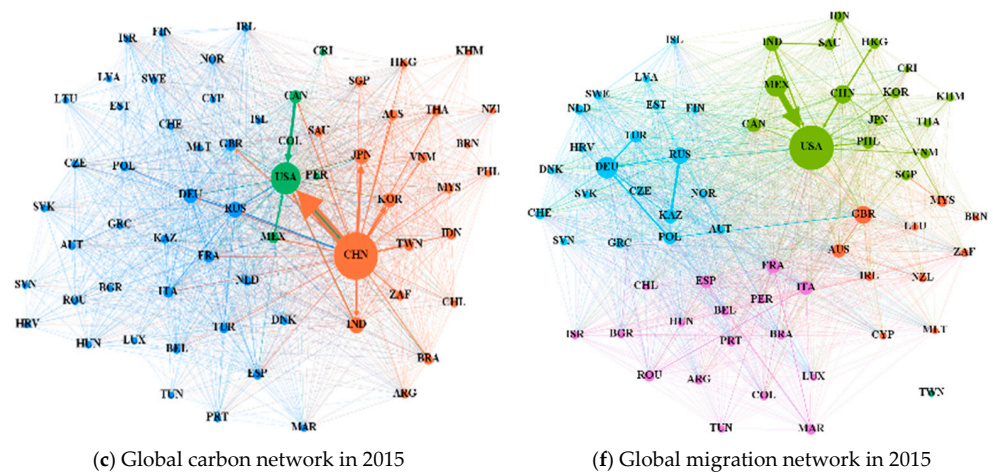 IRL
FIN
ISR
NOR
CRI
HKG
KHM
LVA
SWE
SGP
LTU
EST
CYP
CAN
AUS
THA
NZL
CHE
ISL
SAU
MLT
GBR
COL
JPN
VNM
BRN
CZE
POL
USA
PER
PHL
DEU
KOR
MYS
SVK
RUS
GRC
AUT
KAZ
MEX
TWN
IDN
FRA
CHN
SVN
ROU
BGR
ITA
NLD
ZAF
CHL
HRV
TUR
DNK
IND
HUN
LUX
BEL
BRA
ESP
TUN
ARG
PRT
MAR
(c) Global carbon network in 2015
IDN
ISL
IND
SAU
HKG
LVA
CRI
SWE
MEX
CHN
KOR
KHM
NLD
EST
FIN
CAN
JPN
THA
TUR
HRV
RUS
USA
PHL
VNM
DNK
DEU
SGP
SVK
CZE
NOR
MYS
CHE
KAZ
GBR
BRN
SVN
GRC
POL
AUT
LTU
AUS
ZAF
FRA
CHL
ESP
ITA
IRL
NZL
PER
BEL
ISR
BGR
HUN
PRT
BRA
CYP
MLT
ROU
ARG
LUX
COL
TWN
TUN
MAR
(f) Global migration network in 2015